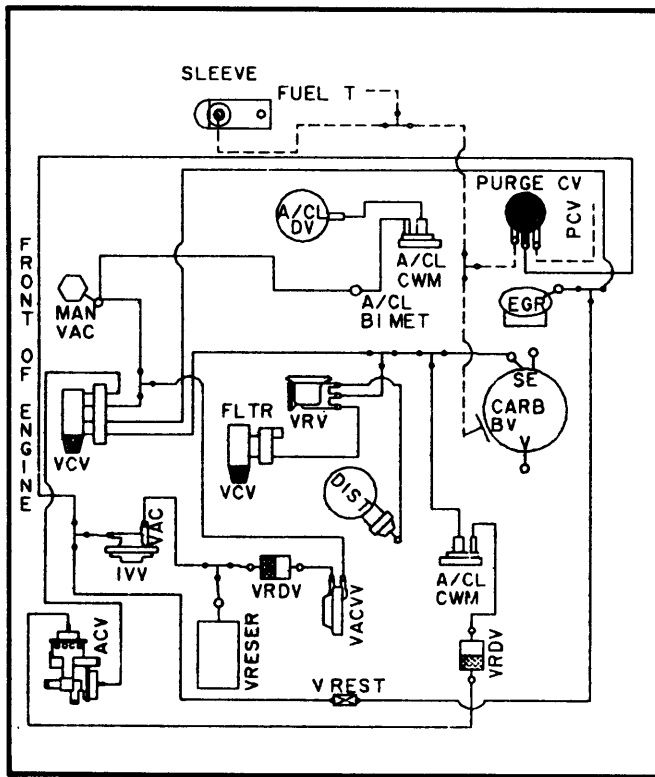 SLEEVE
FUEL T
PURGE CV
PCV
A/CL
DV
A/CL
CWM
A/CL
BIMET
EGR
MAN
VAC
FRONT OF ENGINE
SE
CARB
BV
V
VCV
FLTR
VRV
VCV
DIST
VAC
IVV
VRDV
VACVV
A/CL
CWM
VRESER
ACV
VRDV
V REST